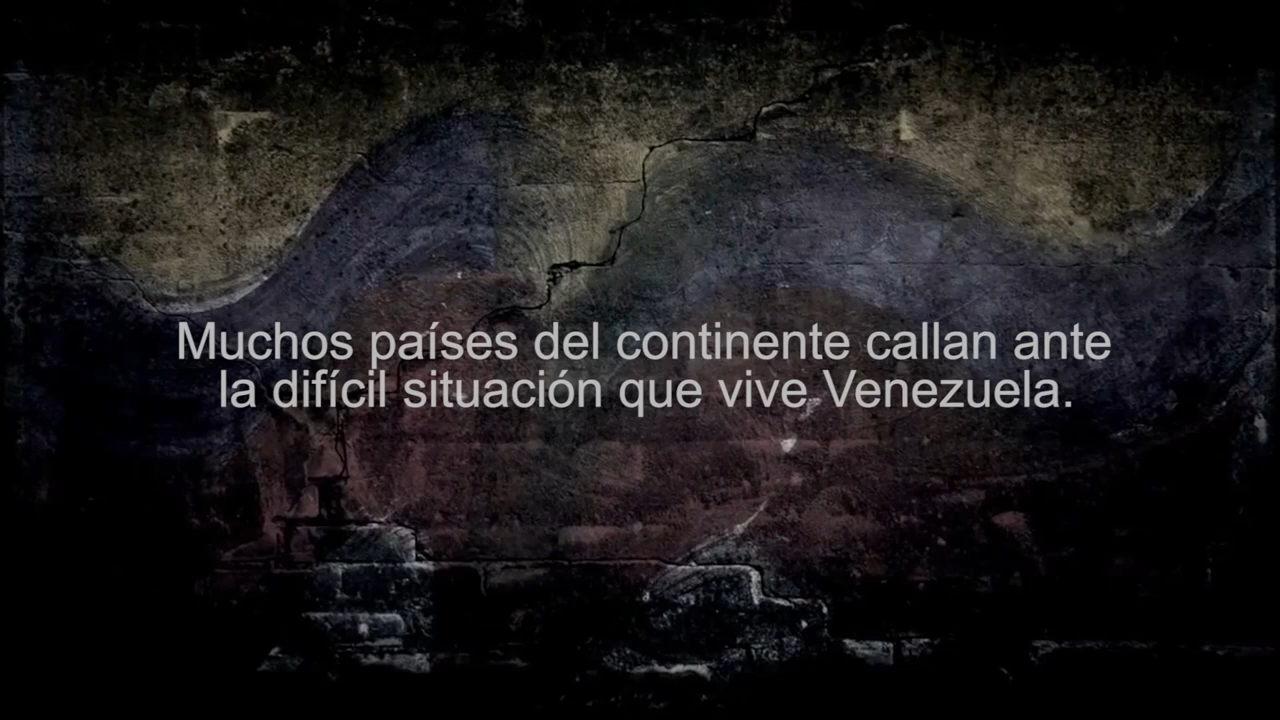 Muchos países del continente callan ante
la difícil situación que vive Venezuela.